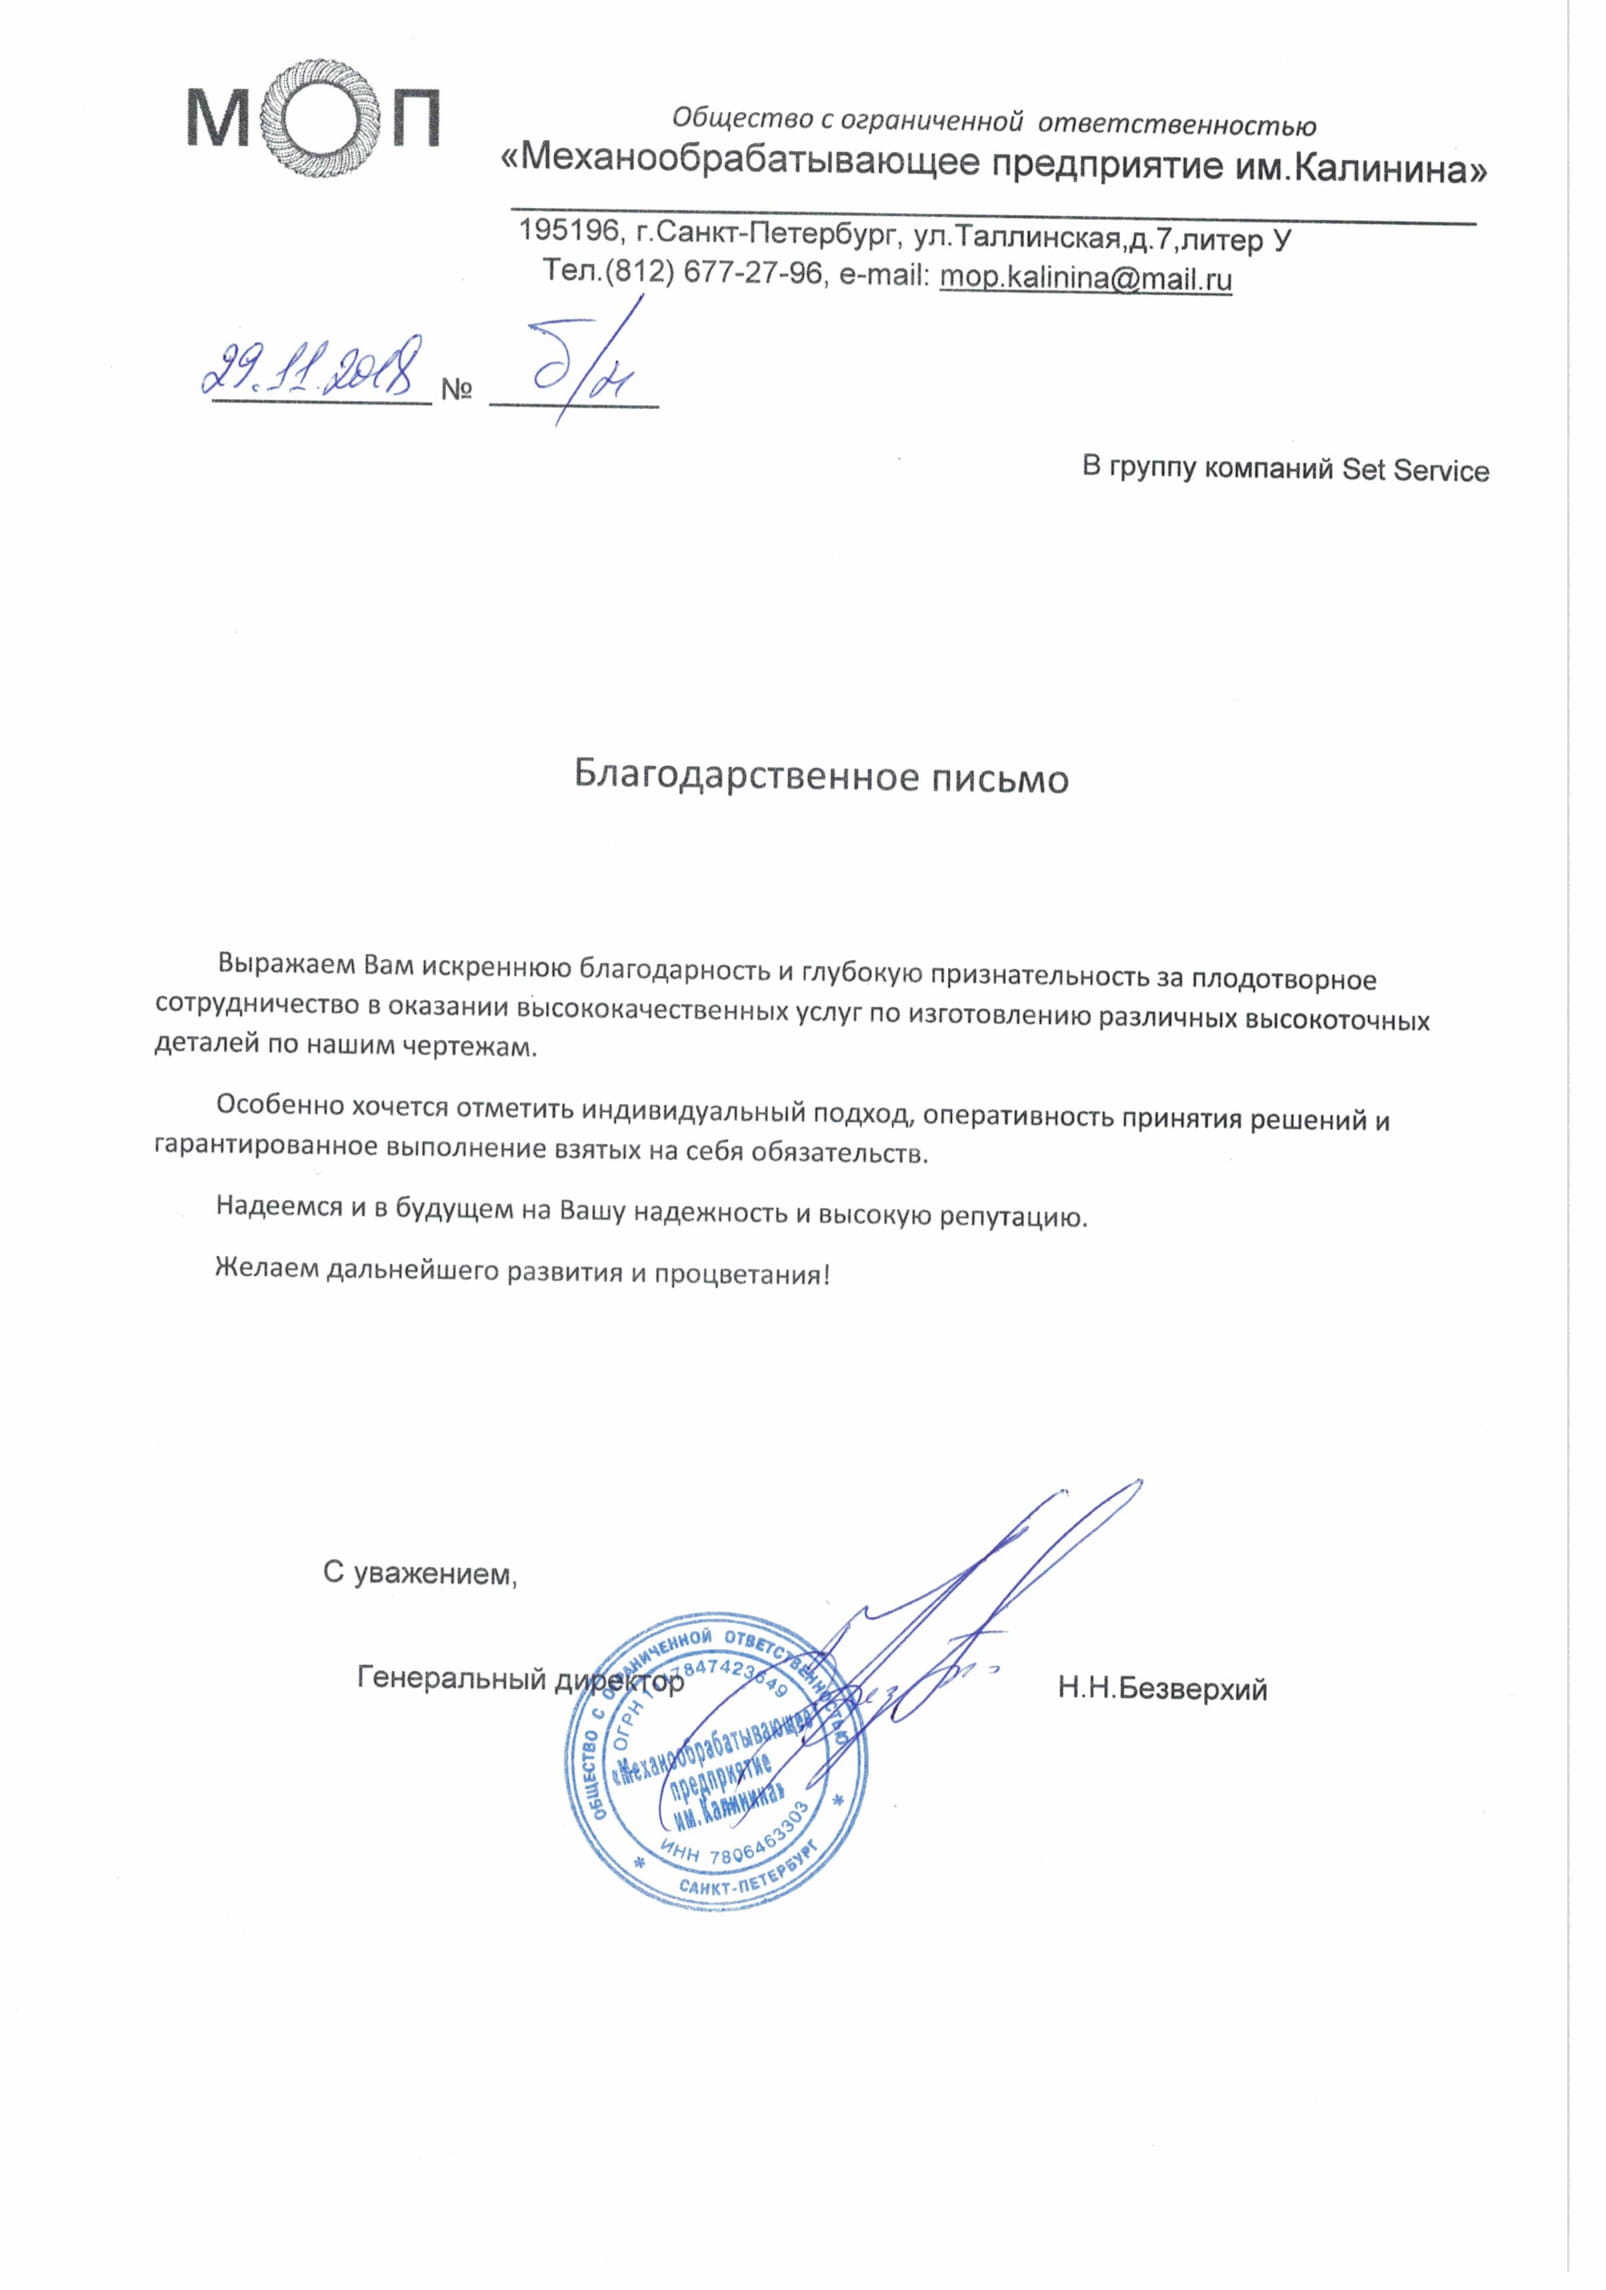 МОП
Общество с ограниченной ответственностью
«Механообрабатывающее предприятие им.Калинина»
195196, г.Санкт-Петербург, ул.Таллинская,д.7,литер У
Тел.(812) 677-27-96, e-mail: mop.kalinina@mail.ru
29.11.2018 № б/н
В группу компаний Set Service
Благодарственное письмо
Выражаем Вам искреннюю благодарность и глубокую признательность за плодотворное
сотрудничество в оказании высококачественных услуг по изготовлению различных высокоточных
деталей по нашим чертежам.
Особенно хочется отметить индивидуальный подход, оперативность принятия решений и
гарантированное выполнение взятых на себя обязательств.
Надеемся и в будущем на Вашу надежность и высокую репутацию.
Желаем дальнейшего развития и процветания!
С уважением,
Генеральный директор Н.Н.Безверхий
ОБЩЕСТВО С ОГРАНИЧЕННОЙ ОТВЕТСТВЕННОСТЬЮ
ОГРН
«Механообрабатывающее
предприятие
им. Калинина»
ИНН 7806463303
* САНКТ-ПЕТЕРБУРГ *